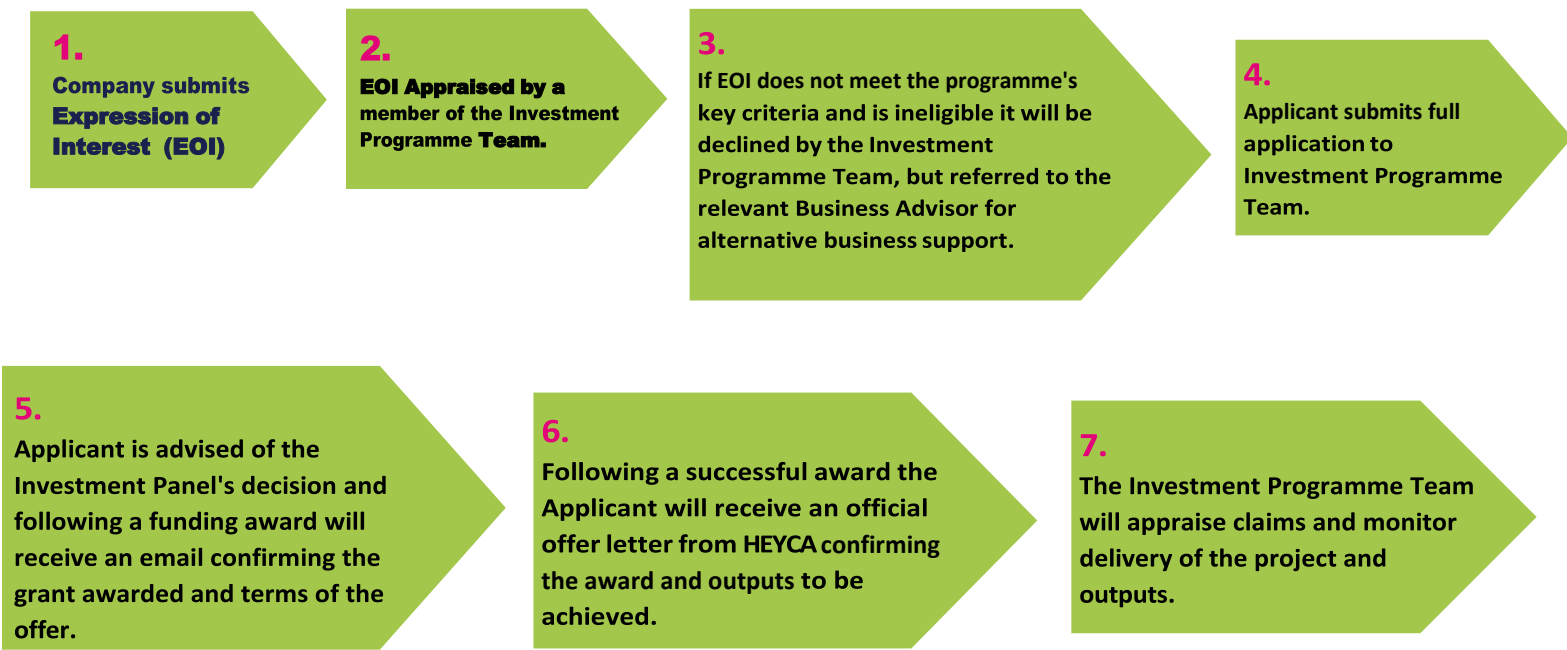 1.
Company submits
Expression of
Interest (EOI)
2.
EOI Appraised by a
member of the Investment
Programme Team.
3.
If EOI does not meet the programme's
key criteria and is ineligible it will be
declined by the Investment
Programme Team, but referred to the
relevant Business Advisor for
alternative business support.
4.
Applicant submits full
application to
Investment Programme
Team.
5.
Applicant is advised of the
Investment Panel's decision and
following a funding award will
receive an email confirming the
grant awarded and terms of the
offer.
6.
Following a successful award the
Applicant will receive an official
offer letter from HEYCA confirming
the award and outputs to be
achieved.
7.
The Investment Programme Team
will appraise claims and monitor
delivery of the project and
outputs.